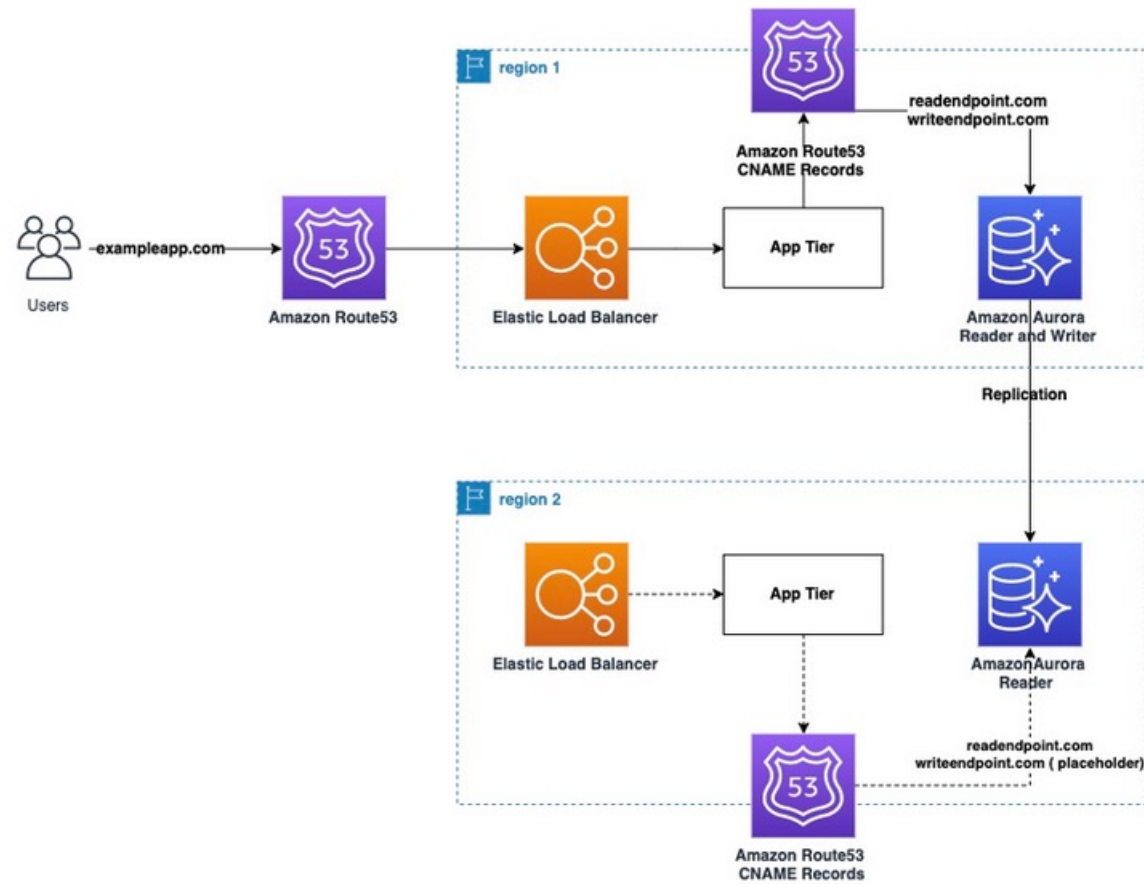 53
region 1
readendpoint.com
writeendpoint.com
Amazon Route53
CNAME Records
exampleapp.com
53
App Tier
Users
Amazon Route53
Elastic Load Balancer
Amazon Aurora
Reader and Writer
Replication
region 2
App Tier
Elastic Load Balancer
AmazonAurora
Reader
readendpoint.com
writeendpoint.com ( placeholder)
53
Amazon Route53
CNAME Records